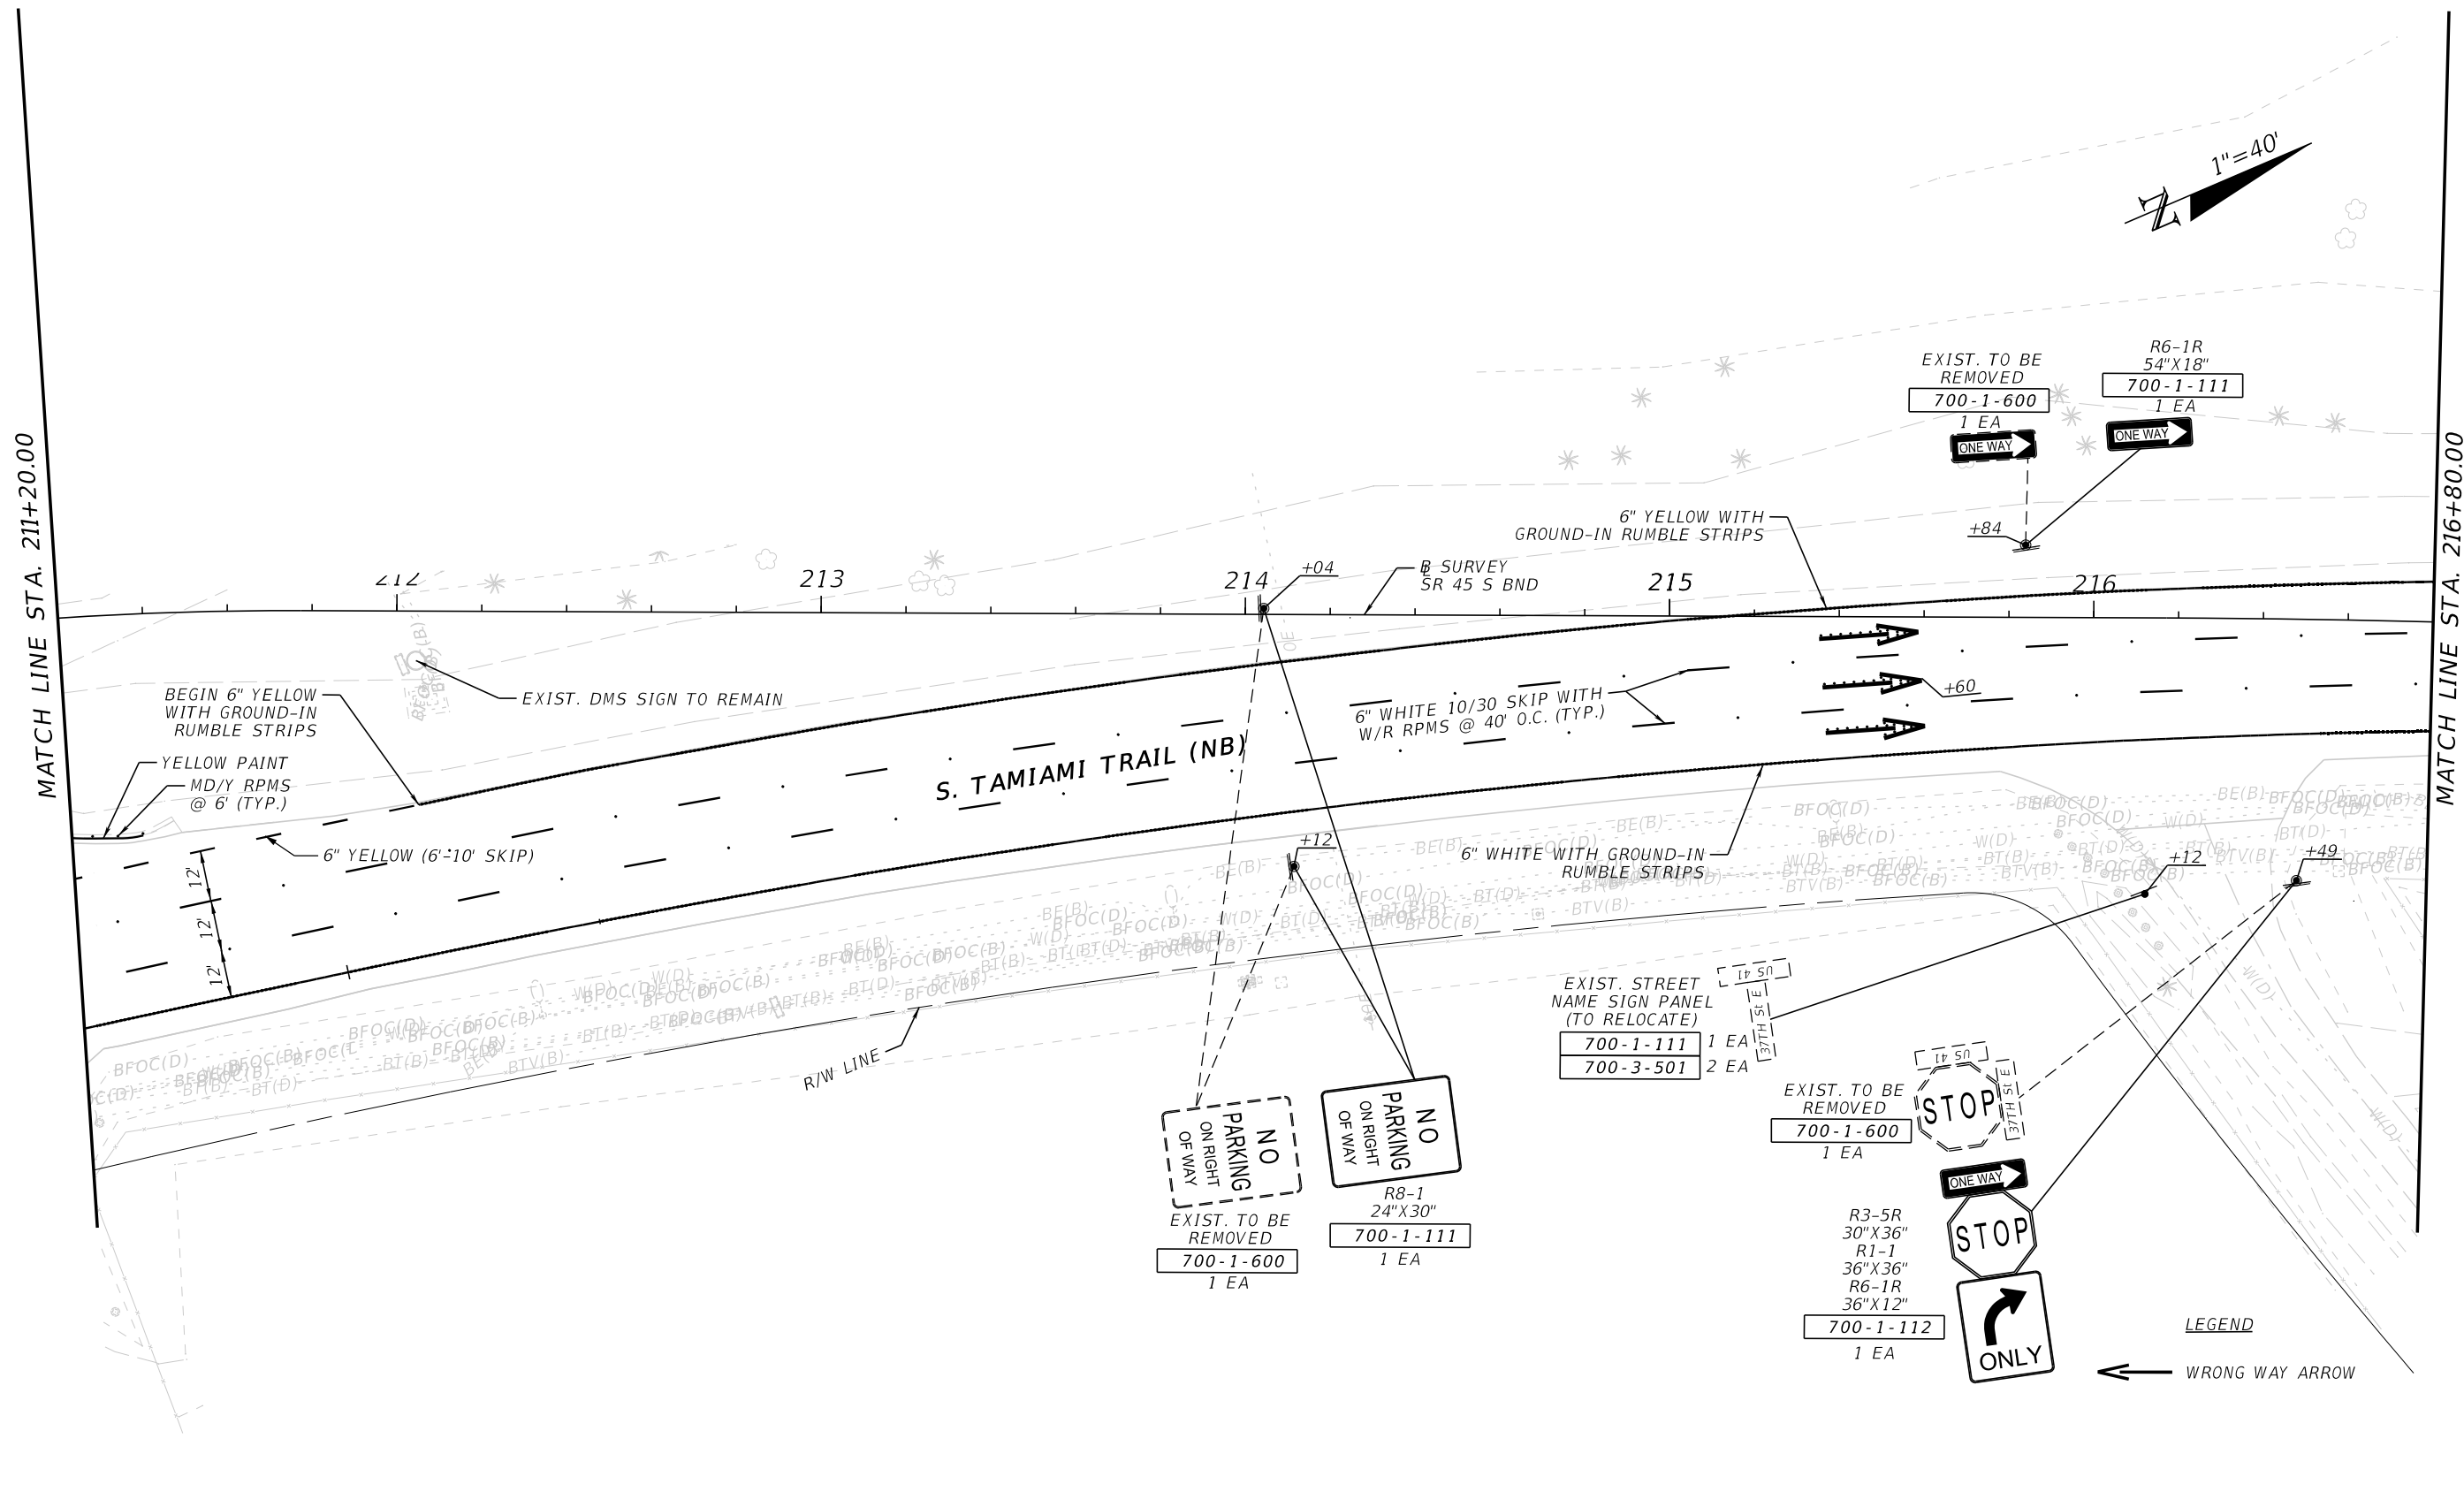 1"=40'
N
MATCH LINE STA. 211+20.00
MATCH LINE STA. 216+80.00
EXIST. TO BE
REMOVED
700-1-600
1 EA
ONE WAY
R6-1R
54"X18"
700-1-111
1 EA
ONE WAY
+84
6" YELLOW WITH
GROUND-IN RUMBLE STRIPS
212
213
214
+04
215
216
B SURVEY
SR 45 S BND
EXIST. DMS SIGN TO REMAIN
BEGIN 6" YELLOW
WITH GROUND-IN
RUMBLE STRIPS
YELLOW PAINT
MD/Y RPMS
@ 6' (TYP.)
6" YELLOW (6'-10' SKIP)
12'
12'
12'
S. TAMIAMI TRAIL (NB)
6" WHITE 10/30 SKIP WITH
W/R RPMS @ 40' O.C. (TYP.)
+60
+12
6" WHITE WITH GROUND-IN
RUMBLE STRIPS
+12
+49
R/W LINE
EXIST. STREET
NAME SIGN PANEL
(TO RELOCATE)
700-1-111 1 EA
700-3-501 2 EA
US 41
37TH St E
EXIST. TO BE
REMOVED
700-1-600
1 EA
US 41
STOP
37TH St E
NO
PARKING
ON RIGHT
OF WAY
EXIST. TO BE
REMOVED
700-1-600
1 EA
NO
PARKING
ON RIGHT
OF WAY
R8-1
24"X30"
700-1-111
1 EA
ONE WAY
STOP
ONLY
R3-5R
30"X36"
R1-1
36"X36"
R6-1R
36"X12"
700-1-112
1 EA
LEGEND
WRONG WAY ARROW
BFOC(D)
BFOC(B)
BE(B)
W(D)
BT(B)
BT(D)
BTV(B)